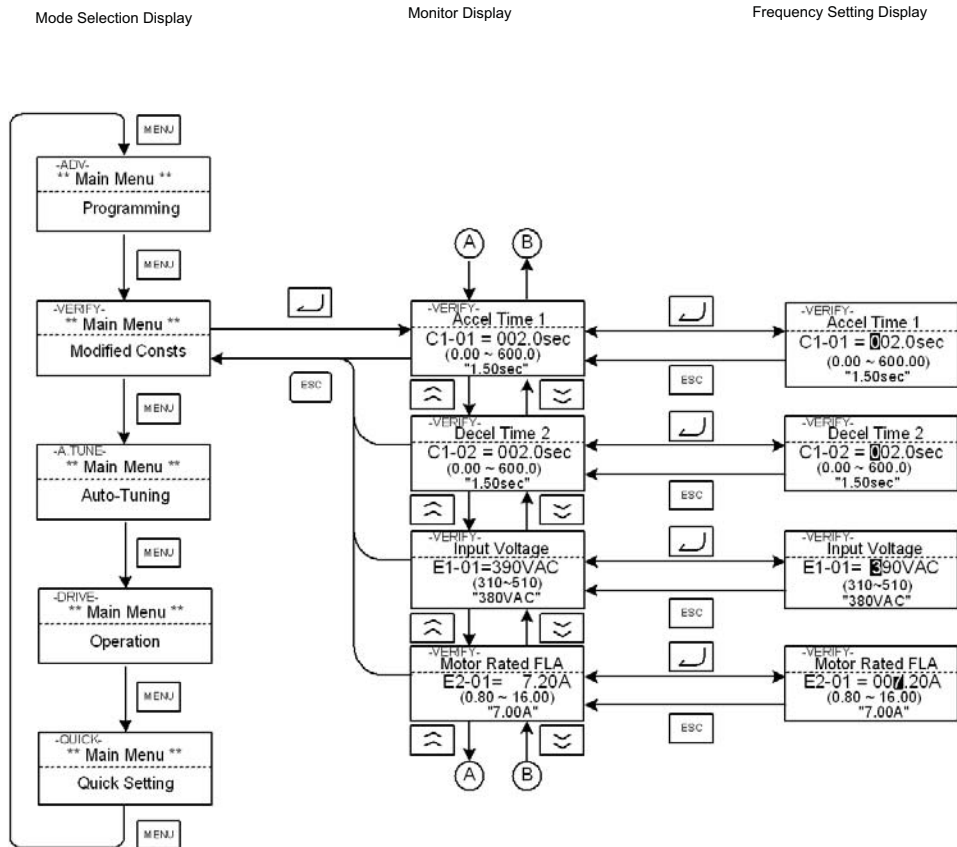 Mode Selection Display
Monitor Display
Frequency Setting Display
MENU
-ADV-
** Main Menu **
Programming
MENU
-VERIFY-
** Main Menu **
Modified Consts
MENU
-A.TUNE-
** Main Menu **
Auto-Tuning
MENU
-DRIVE-
** Main Menu **
Operation
MENU
-QUICK-
** Main Menu **
Quick Setting
MENU
ESC
A
B
-VERIFY-
Accel Time 1
C1-01 = 002.0sec
(0.00 ~ 600.0)
"1.50sec"
-VERIFY-
Decel Time 2
C1-02 = 002.0sec
(0.00 ~ 600.0)
"1.50sec"
-VERIFY-
Input Voltage
E1-01=390VAC
(310~510)
"380VAC"
-VERIFY-
Motor Rated FLA
E2-01= 7.20A
(0.80 ~ 16.00)
"7.00A"
A
B
ESC
ESC
ESC
ESC
-VERIFY-
Accel Time 1
C1-01 = 002.0sec
(0.00 ~ 600.00)
"1.50sec"
-VERIFY-
Decel Time 2
C1-02 = 002.0sec
(0.00 ~ 600.0)
"1.50sec"
-VERIFY-
Input Voltage
E1-01= 390VAC
(310~510)
"380VAC"
-VERIFY-
Motor Rated FLA
E2-01 = 007.20A
(0.80 ~ 16.00)
"7.00A"